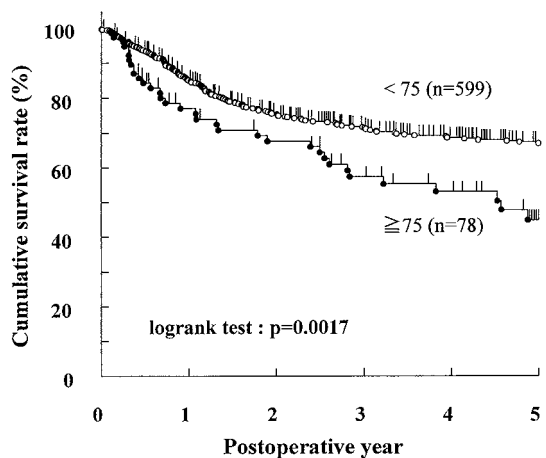 Cumulative survival rate (%)
100
80
60
40
20
0
< 75 (n=599)
≧75 (n=78)
logrank test : p=0.0017
0 1 2 3 4 5
Postoperative year